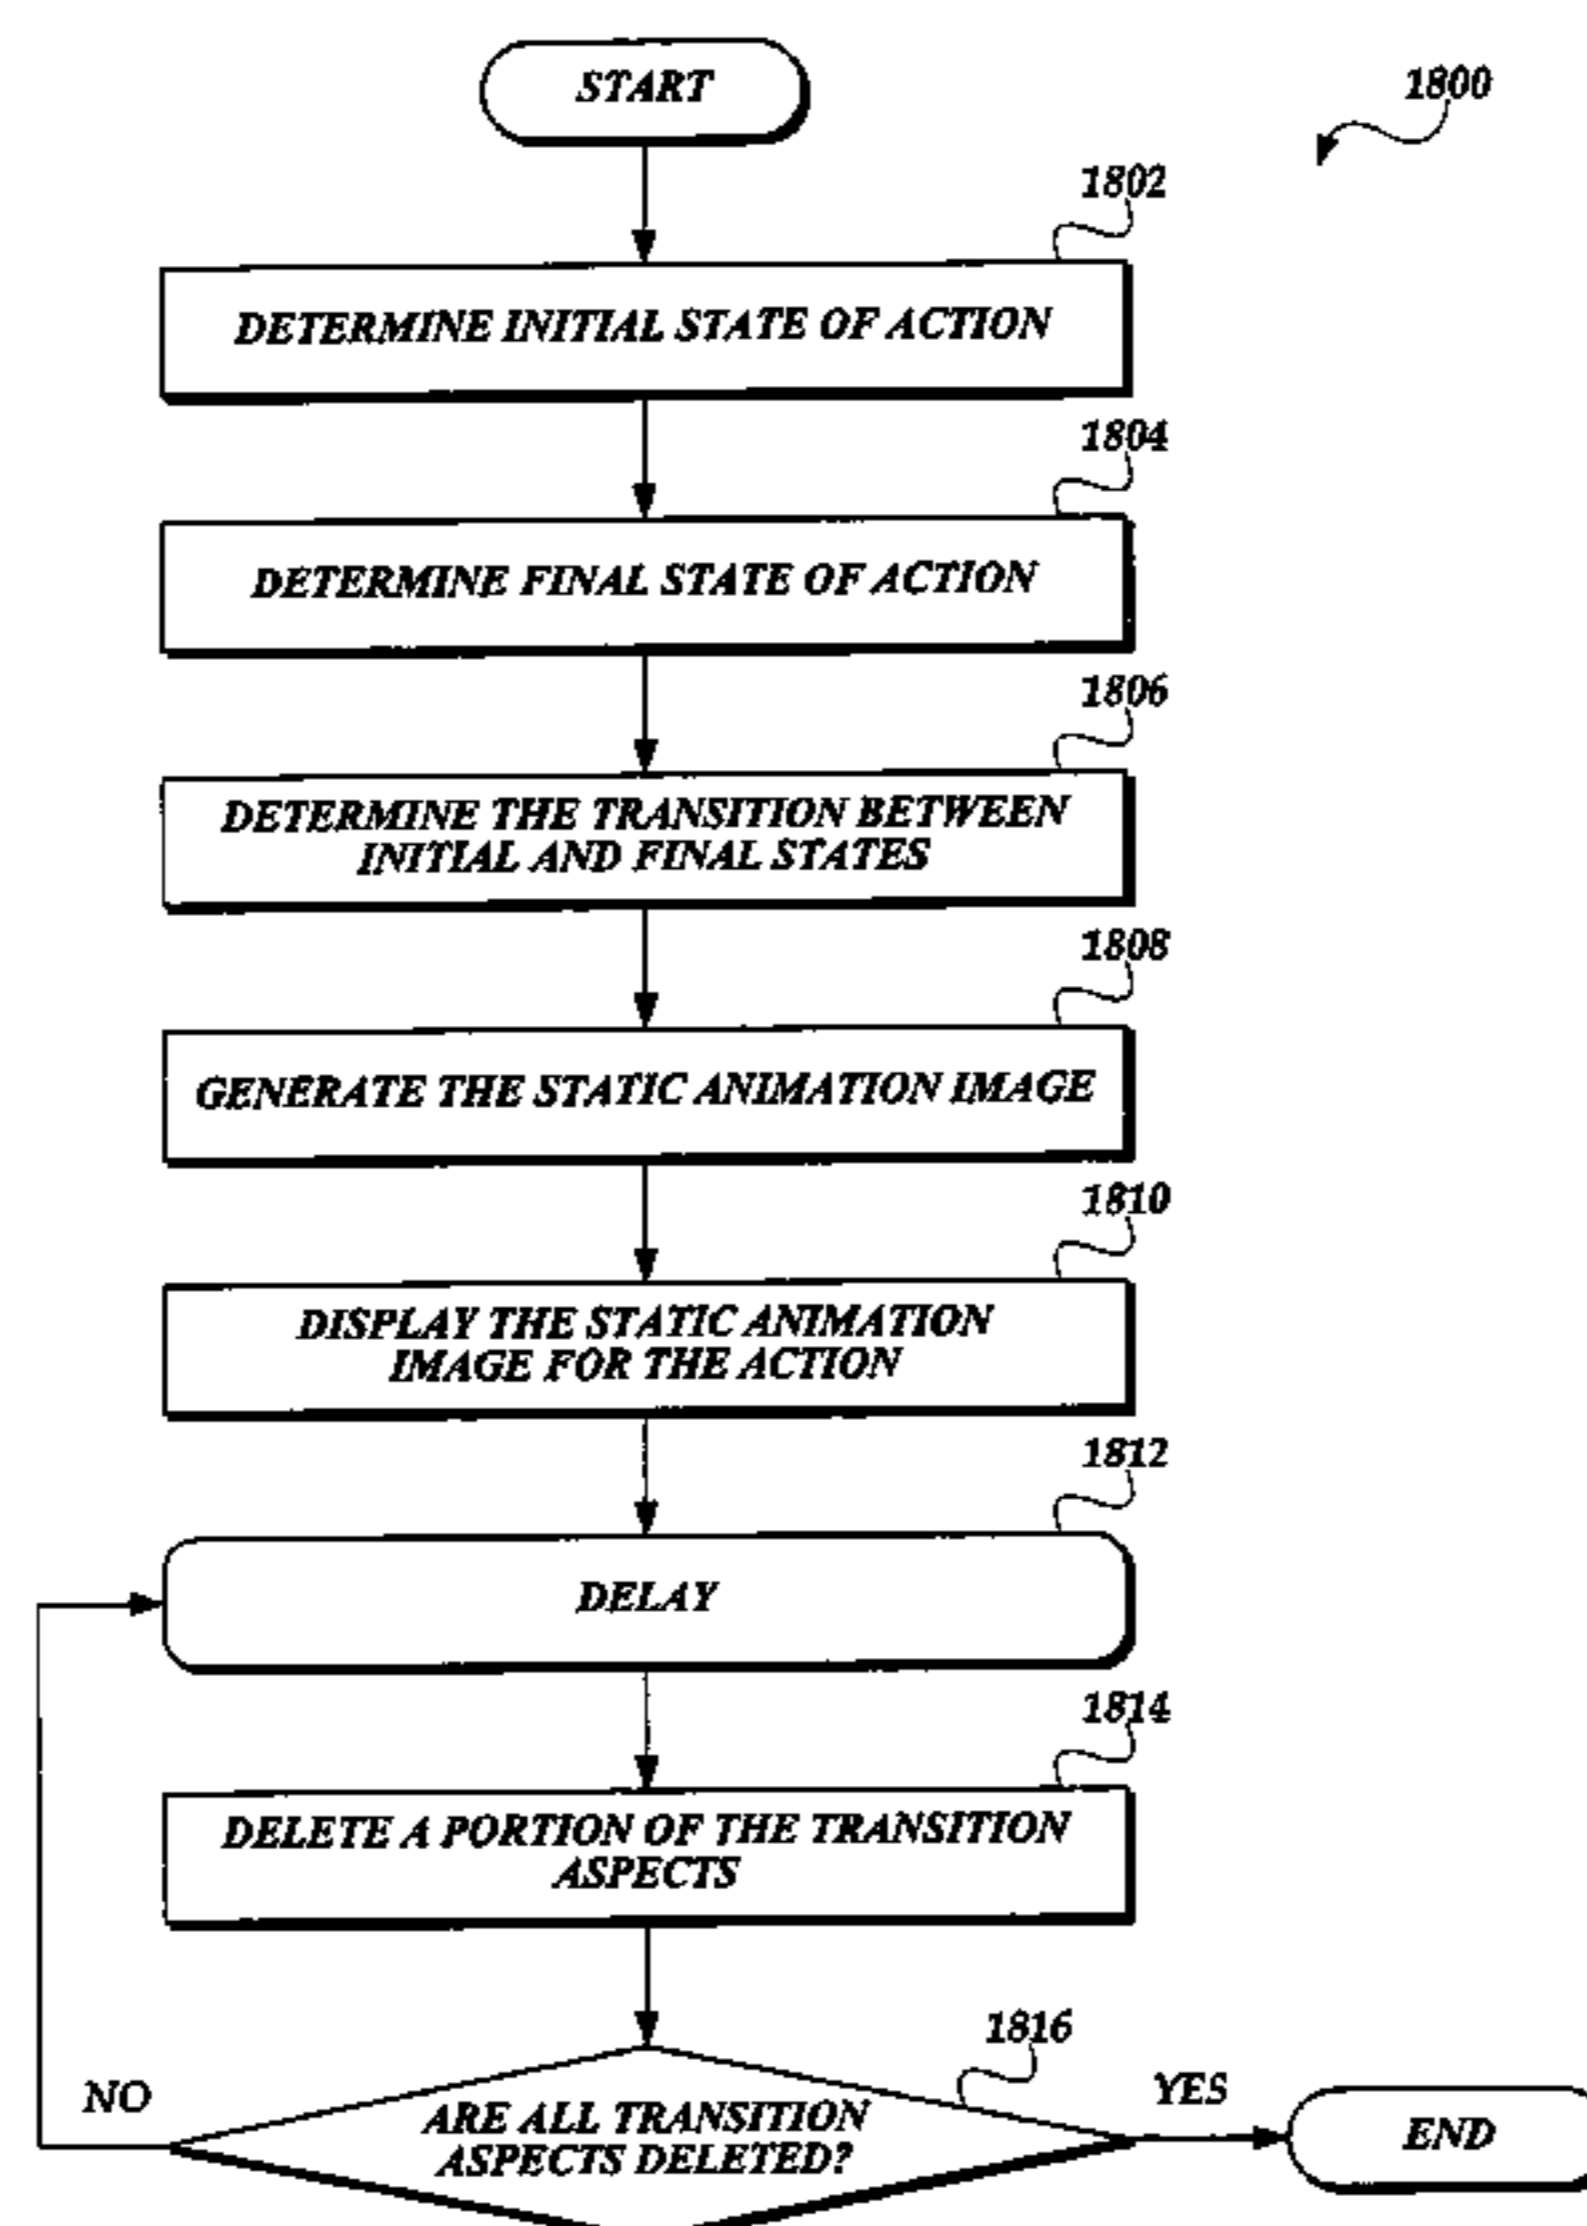 START
1800
1802
DETERMINE INITIAL STATE OF ACTION
1804
DETERMINE FINAL STATE OF ACTION
1806
DETERMINE THE TRANSITION BETWEEN
INITIAL AND FINAL STATES
1808
GENERATE THE STATIC ANIMATION IMAGE
1810
DISPLAY THE STATIC ANIMATION
IMAGE FOR THE ACTION
1812
DELAY
1814
DELETE A PORTION OF THE TRANSITION
ASPECTS
1816
NO
ARE ALL TRANSITION
ASPECTS DELETED?
YES
END